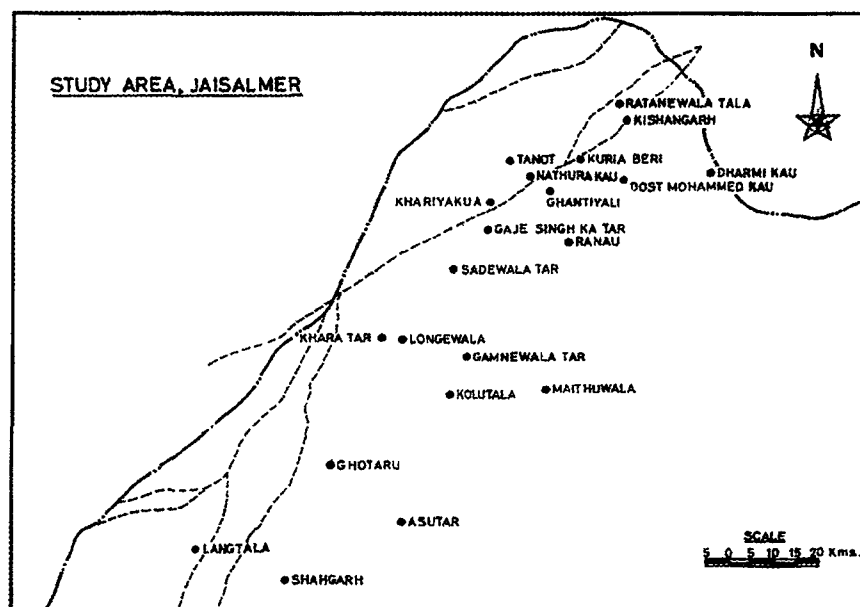 STUDY AREA, JAISALMER
N
RATANEWALA TALA
KISHANGARH
TANOT
KURIA BERI
NATHURA KAU
DHARMI KAU
DOST MOHAMMED KAU
GHANTIYALI
KHARIYAKUA
GAJE SINGH KA TAR
RANAU
SADEWALA TAR
KHARA TAR
LONGEWALA
GAMNEWALA TAR
KOLUTALA
MAITHUWALA
GHOTARU
ASUTAR
LANGTALA
SHAHGARH
SCALE
5 0 5 10 15 20 Kms.